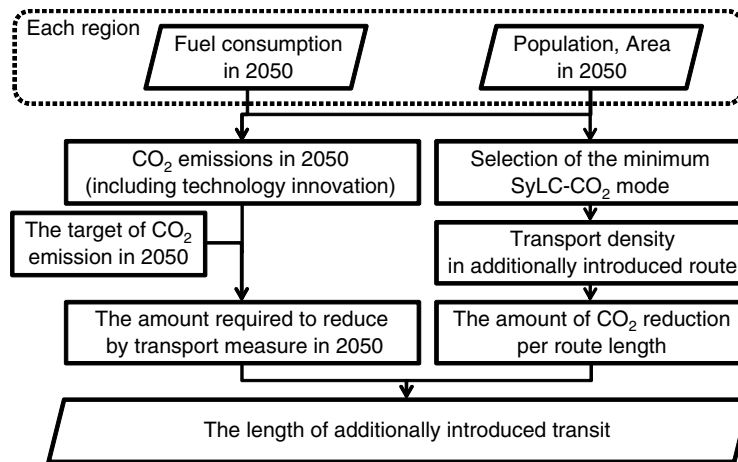 Each region
Fuel consumption
in 2050
Population, Area
in 2050
CO₂ emissions in 2050
(including technology innovation)
Selection of the minimum
SyLC-CO₂ mode
The target of CO₂
emission in 2050
Transport density
in additionally introduced route
The amount required to reduce
by transport measure in 2050
The amount of CO₂ reduction
per route length
The length of additionally introduced transit